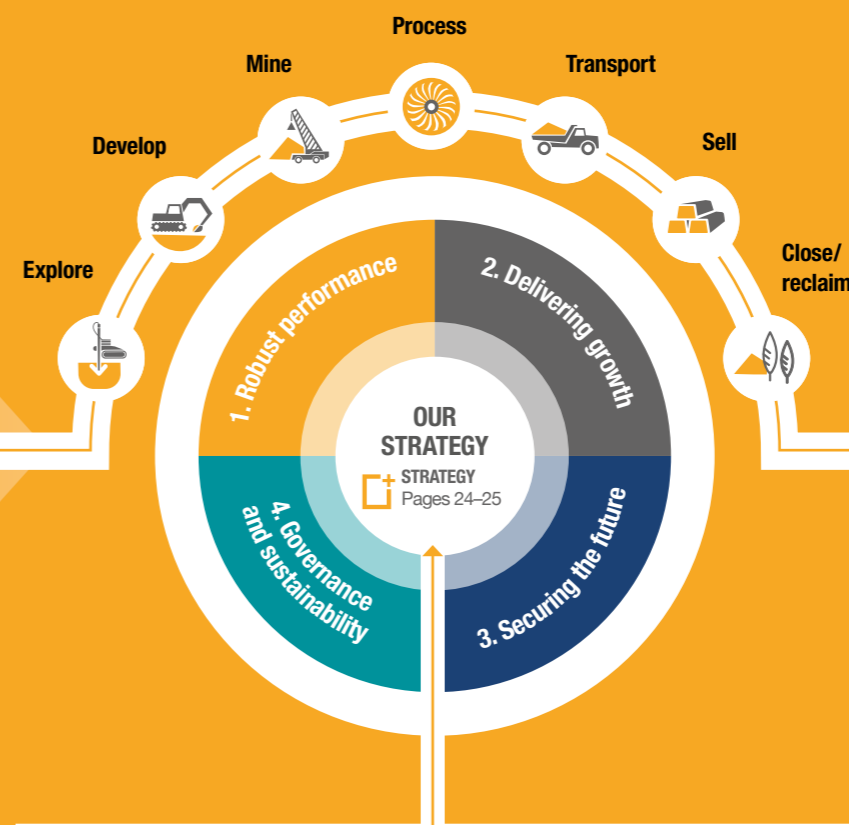 Process
Mine
Transport
Develop
Sell
Explore
Close/
reclaim
1. Robust performance
2. Delivering growth
OUR
STRATEGY
STRATEGY
Pages 24–25
3. Securing the future
4. Governance
and sustainability